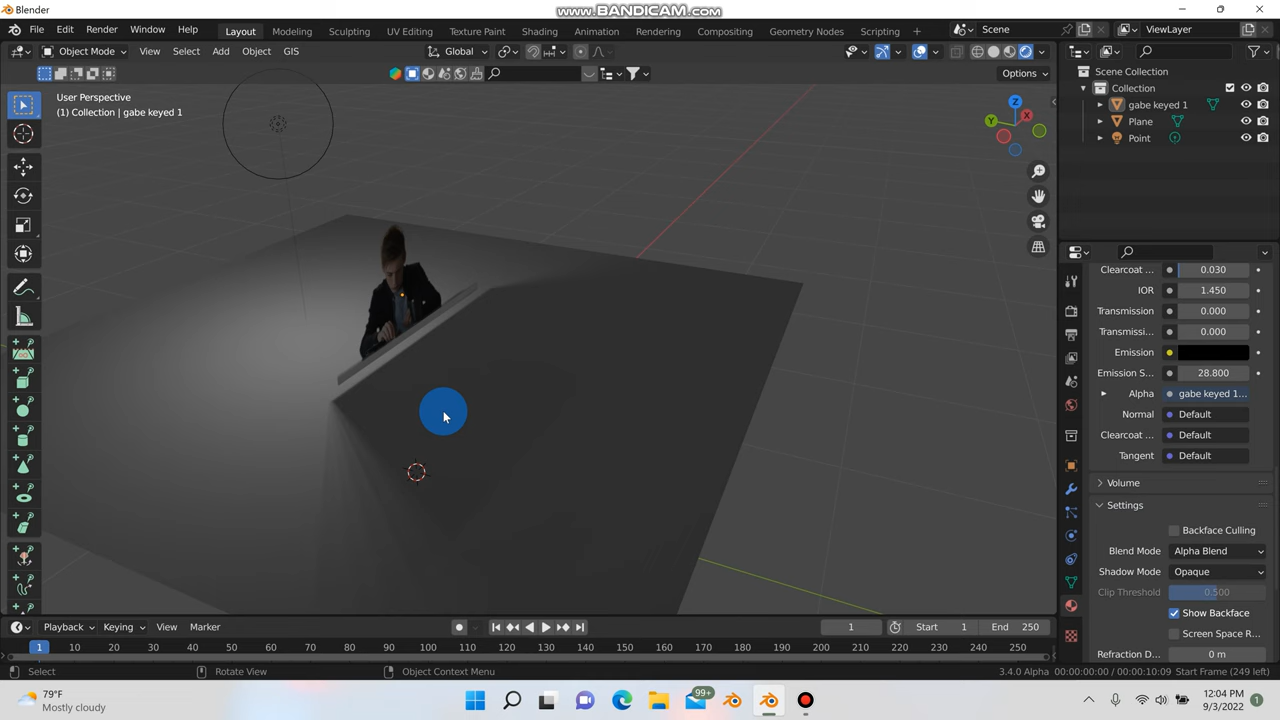 Blender
www.BANDICAM.com
File Edit Render Window Help
Layout Modeling Sculpting UV Editing Texture Paint Shading Animation Rendering Compositing Geometry Nodes Scripting +
Scene
ViewLayer
Object Mode View Select Add Object GIS
Global
Options
User Perspective
(1) Collection | gabe keyed 1
Z
Y
X
Scene Collection
Collection
gabe keyed 1
Plane
Point
Clearcoat ... 0.030
IOR 1.450
Transmission 0.000
Transmissi... 0.000
Emission
Emission S... 28.800
Alpha gabe keyed 1...
Normal Default
Clearcoat ... Default
Tangent Default
Volume
Settings
Backface Culling
Blend Mode Alpha Blend
Shadow Mode Opaque
Clip Threshold 0.500
Show Backface
Screen Space R...
Refraction D... 0 m
Playback Keying View Marker
1 Start 1 End 250
1 10 20 30 40 50 60 70 80 90 100 110 120 130 140 150 160 170 180 190 200 210 220 230 240 250
Select Rotate View Object Context Menu
3.4.0 Alpha 00:00:00:00 / 00:00:10:09 Start Frame (249 left)
79°F
Mostly cloudy
99+
12:04 PM
9/3/2022
1